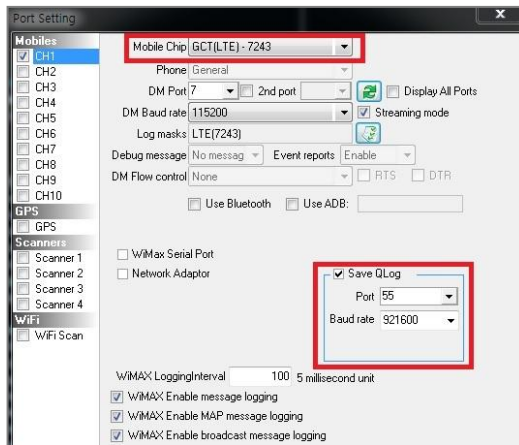 Port Setting
x
Mobiles
CH1
CH2
CH3
CH4
CH5
CH6
CH7
CH8
CH9
CH10
GPS
GPS
Scanners
Scanner 1
Scanner 2
Scanner 3
Scanner 4
WiFi
WiFi Scan
Mobile Chip GCT(LTE) - 7243
Phone General
DM Port 7 2nd port Display All Ports
DM Baud rate 115200 Streaming mode
Log masks LTE(7243)
Debug message No messag Event reports Enable
DM Flow control None RTS DTR
Use Bluetooth Use ADB:
WiMax Serial Port
Network Adaptor
Save QLog
Port 55
Baud rate 921600
WiMAX LoggingInterval 100 5 millisecond unit
WiMAX Enable message logging
WiMAX Enable MAP message logging
WiMAX Enable broadcast message logging